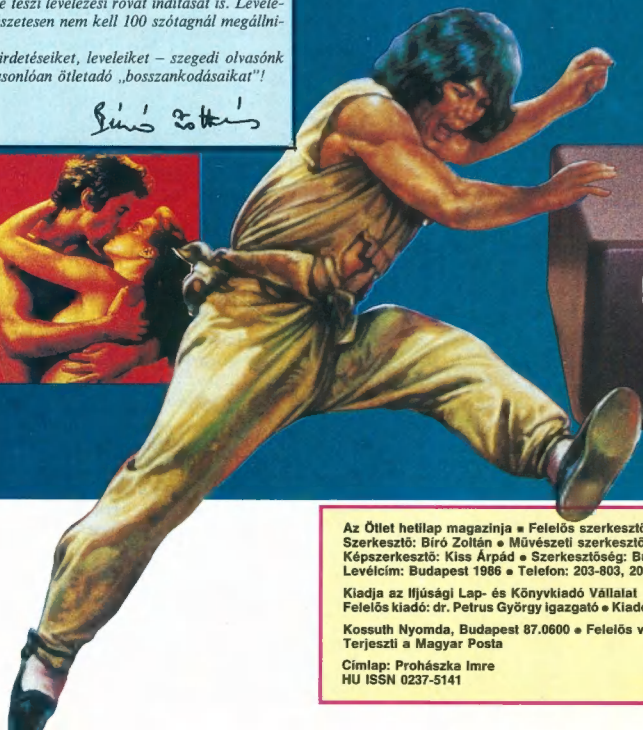 e teszi levelezési rovat indítását is. Levele-
szetesen nem kell 100 szótagnál megállni-
irdetéseiket, leveleiket – szegedi olvasónk
asonlóan ötletadó „bosszankodásaikat"!
Bíró Zoltán
Az Ötlet hetilap magazinja • Felelős szerkesztő
Szerkesztő: Bíró Zoltán • Művészeti szerkesztő
Képszerkesztő: Kiss Árpád • Szerkesztőség: B
Levélcím: Budapest 1986 • Telefon: 203-803, 20
Kiadja az Ifjúsági Lap- és Könyvkiadó Vállalat
Felelős kiadó: dr. Petrus György igazgató • Kiad
Kossuth Nyomda, Budapest 87.0600 • Felelős v
Terjeszti a Magyar Posta
Címlap: Prohászka Imre
HU ISSN 0237-5141